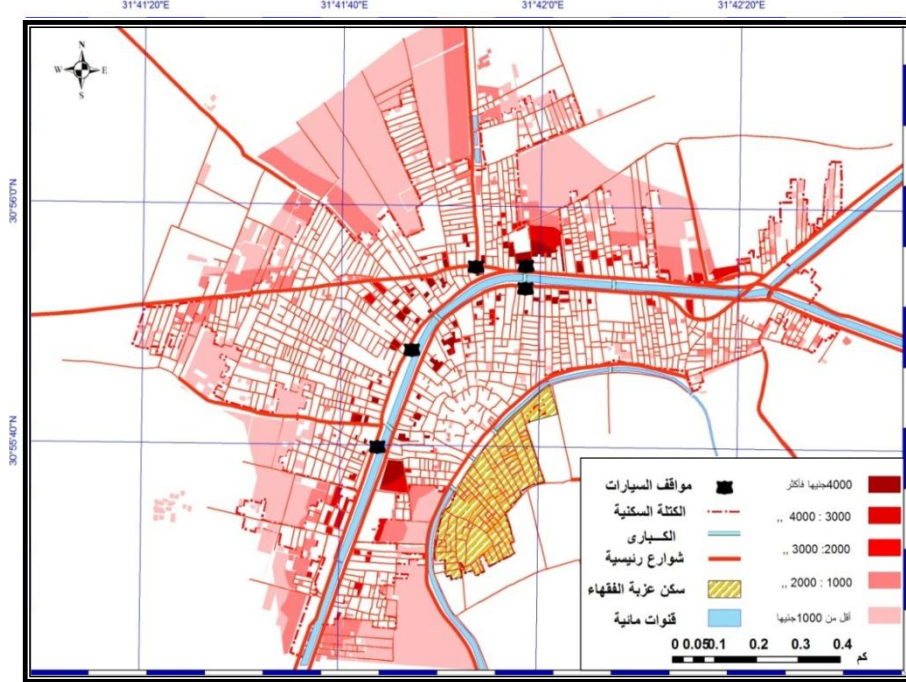 31°41'20"E 31°41'40"E 31°42'0"E 31°42'20"E
N
W E
S
30°56'0"N
30°55'40"N
مواقف السيارات
الكتلة السكنية
الكـــبارى
شوارع رئيسية
سكن عزبة الفقهاء
قنوات مائية
4000جنيها فأكثر
3000 : 4000 ,,
2000: 3000 ,,
1000 : 2000 ,,
أقل من 1000جنيها
0 0.050.1 0.2 0.3 0.4
كم